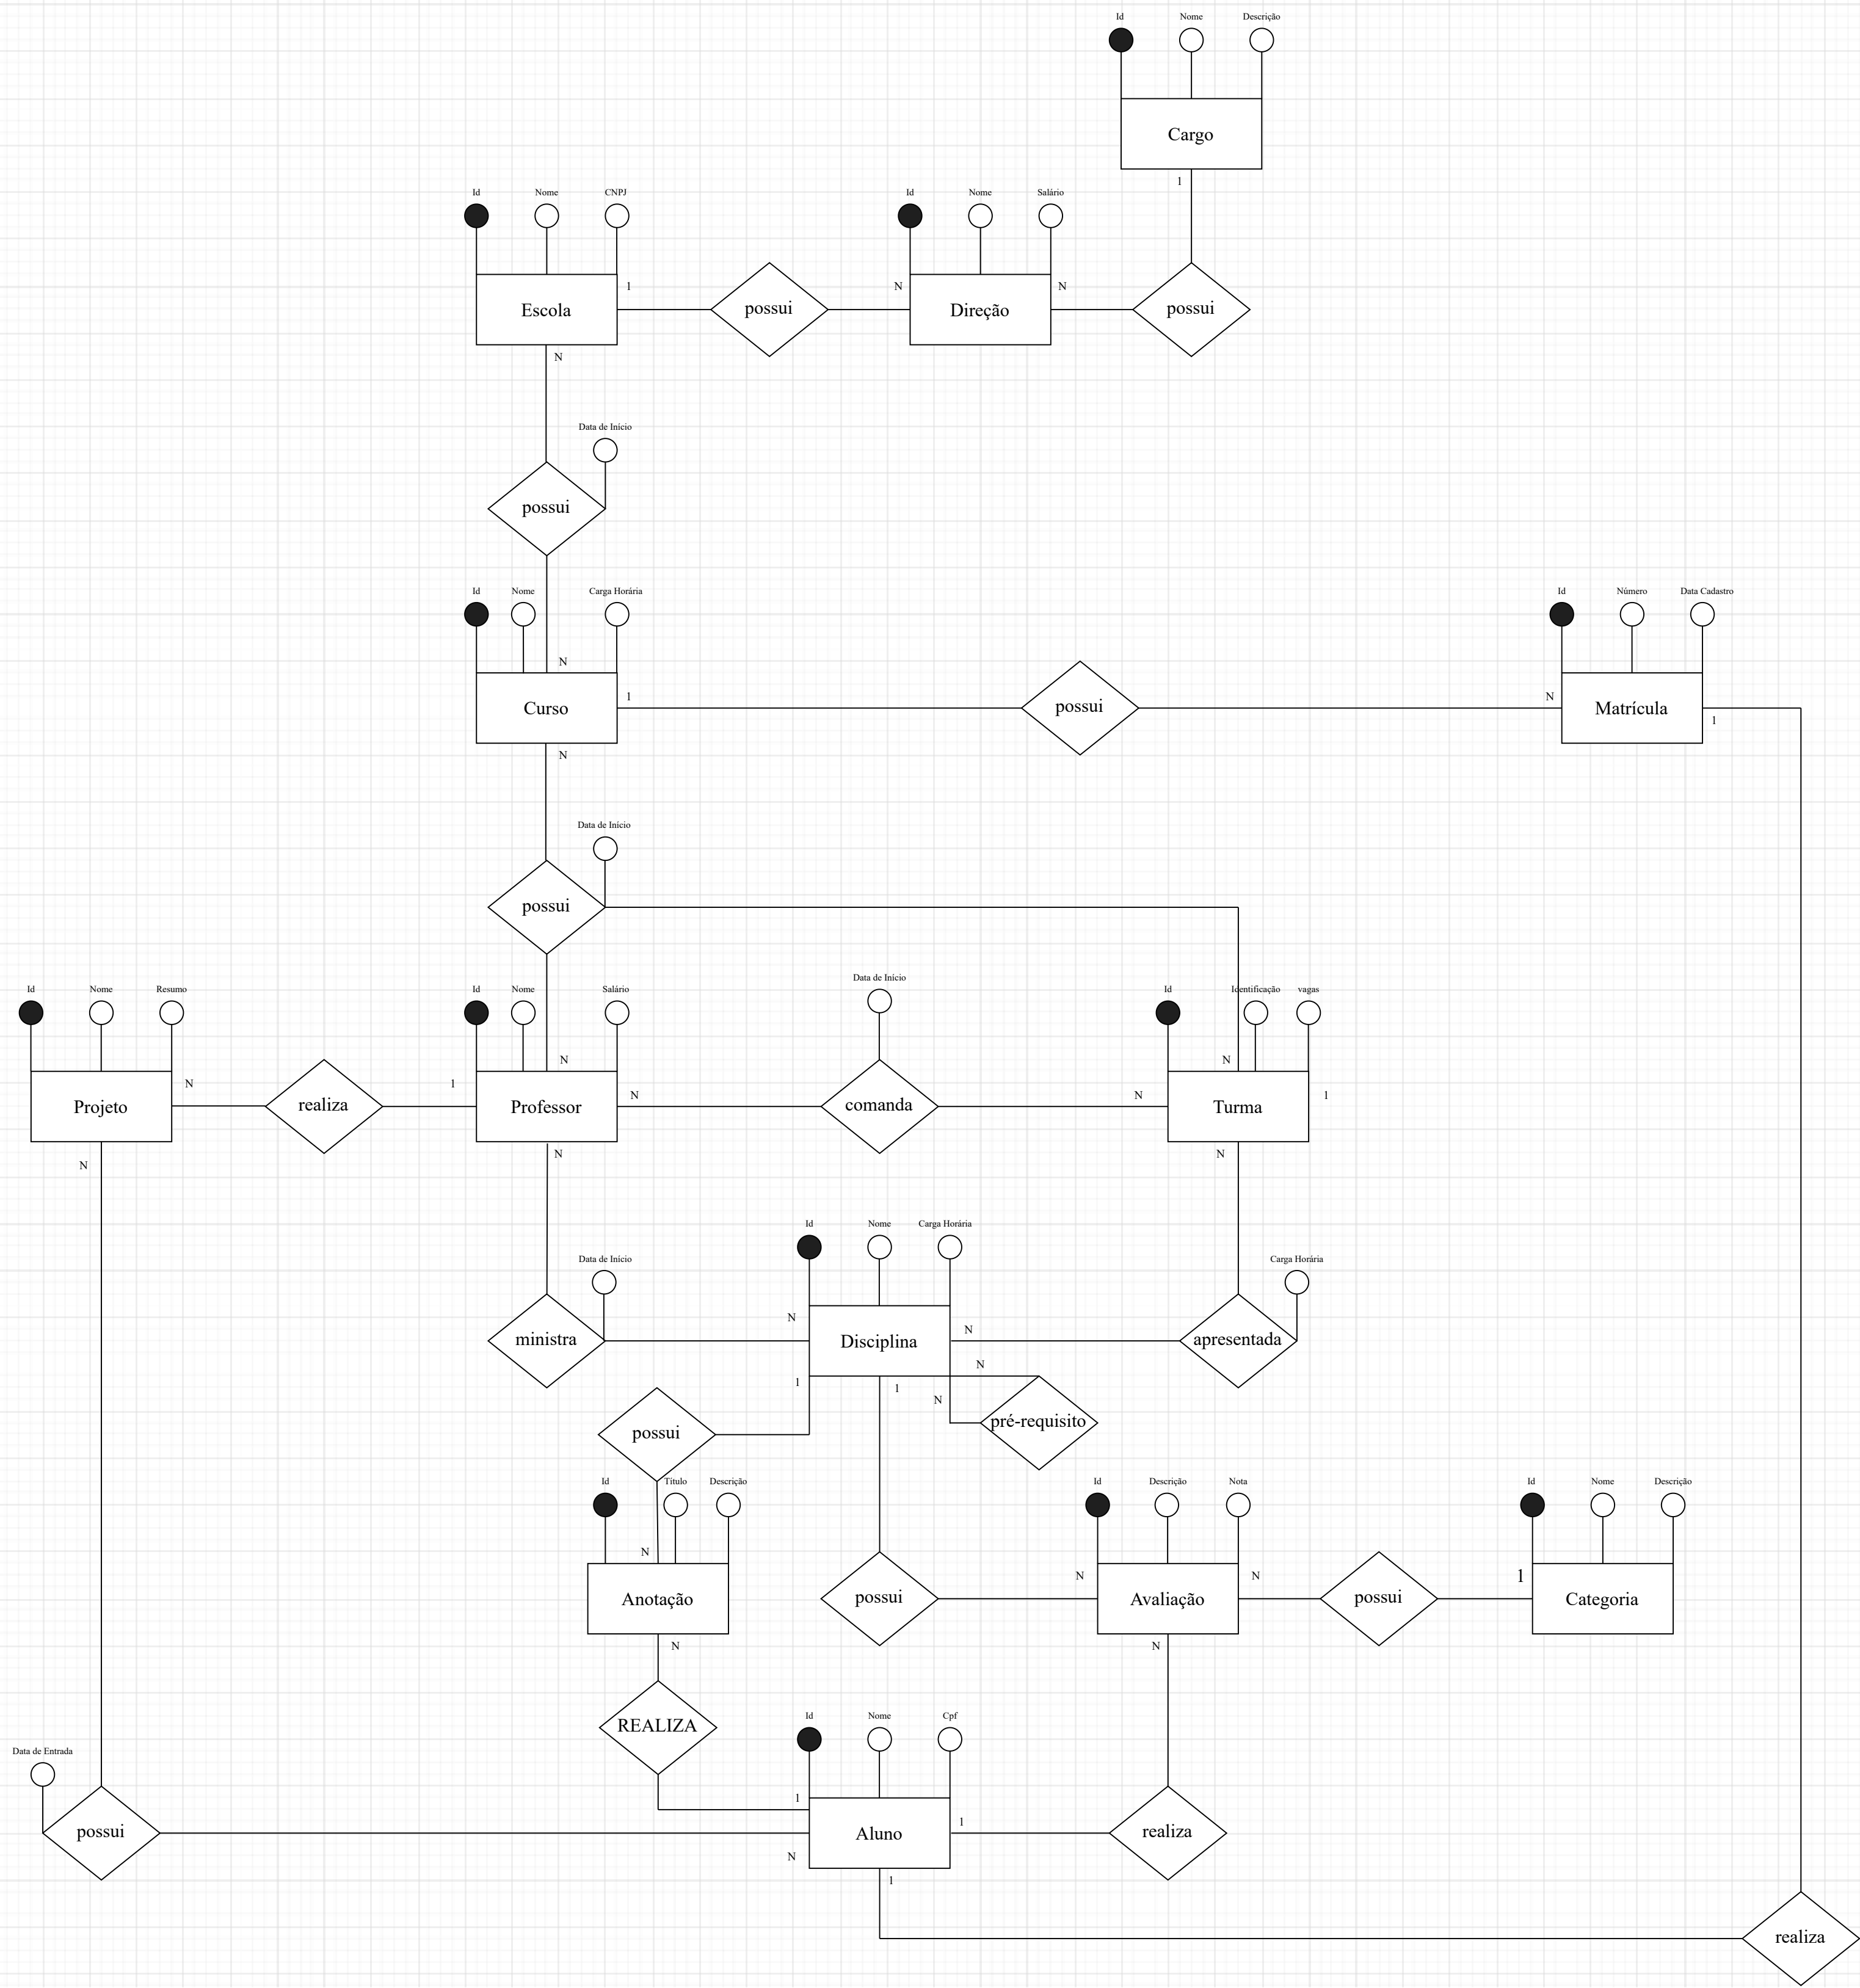 Id
Nome
Descrição
Cargo
1
Id
Nome
CNPJ
Id
Nome
Salário
1
N
N
Escola
possui
Direção
possui
N
Data de Início
possui
Id
Nome
Carga Horária
Id
Número
Data Cadastro
N
1
N
Curso
possui
Matrícula
1
N
Data de Início
possui
Data de Início
Id
Nome
Resumo
Id
Nome
Salário
Id
Identificação
vagas
N
N
N
1
N
N
1
Projeto
realiza
Professor
comanda
Turma
N
N
N
Id
Nome
Carga Horária
Data de Início
Carga Horária
N
N
ministra
Disciplina
apresentada
N
1
1
N
possui
pré-requisito
Id
Título
Descrição
Id
Descrição
Nota
Id
Nome
Descrição
N
N
N
1
Anotação
possui
Avaliação
possui
Categoria
N
N
REALIZA
Id
Nome
Cpf
Data de Entrada
1
1
possui
Aluno
realiza
N
1
realiza